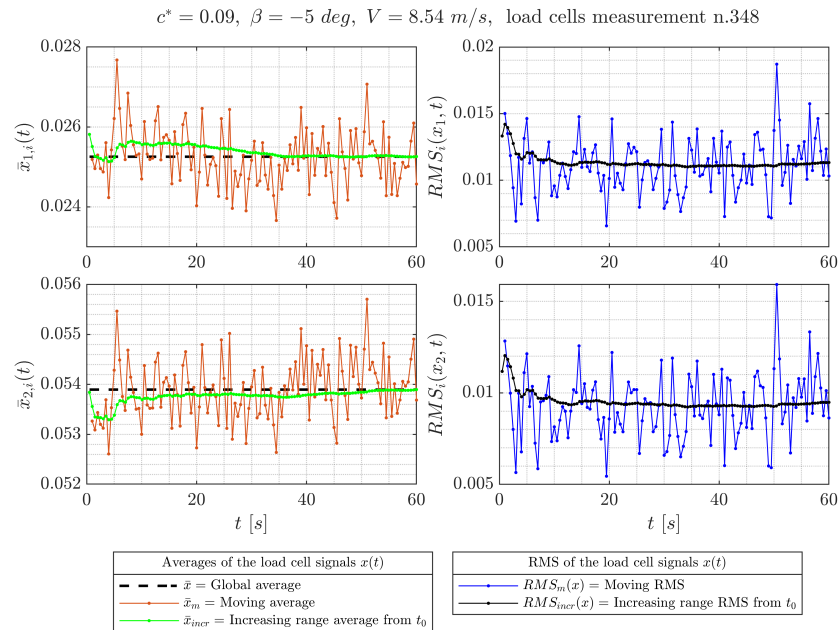 c* = 0.09, β = −5 deg, V = 8.54 m/s, load cells measurement n.348
0.028
0.026
0.024
x̄₁,ᵢ(t)
0 20 40 60
0.02
0.015
0.01
0.005
RMSᵢ(x₁, t)
0 20 40 60
0.056
0.055
0.054
0.053
0.052
x̄₂,ᵢ(t)
0 20 40 60
t [s]
0.015
0.01
0.005
RMSᵢ(x₂, t)
0 20 40 60
t [s]
Averages of the load cell signals x(t)
x̄ = Global average
x̄ₘ = Moving average
x̄ᵢₙcᵣ = Increasing range average from t₀
RMS of the load cell signals x(t)
RMSₘ(x) = Moving RMS
RMSᵢₙcᵣ(x) = Increasing range RMS from t₀